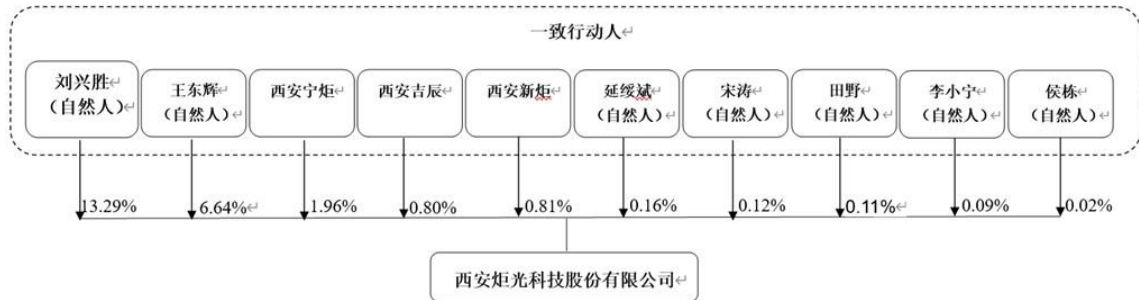 一致行动人
刘兴胜
（自然人）
王东辉
（自然人）
西安宁炬
西安吉辰
西安新炬
延绥斌
（自然人）
宋涛
（自然人）
田野
（自然人）
李小宁
（自然人）
侯栋
（自然人）
13.29%
6.64%
1.96%
0.80%
0.81%
0.16%
0.12%
0.11%
0.09%
0.02%
西安炬光科技股份有限公司